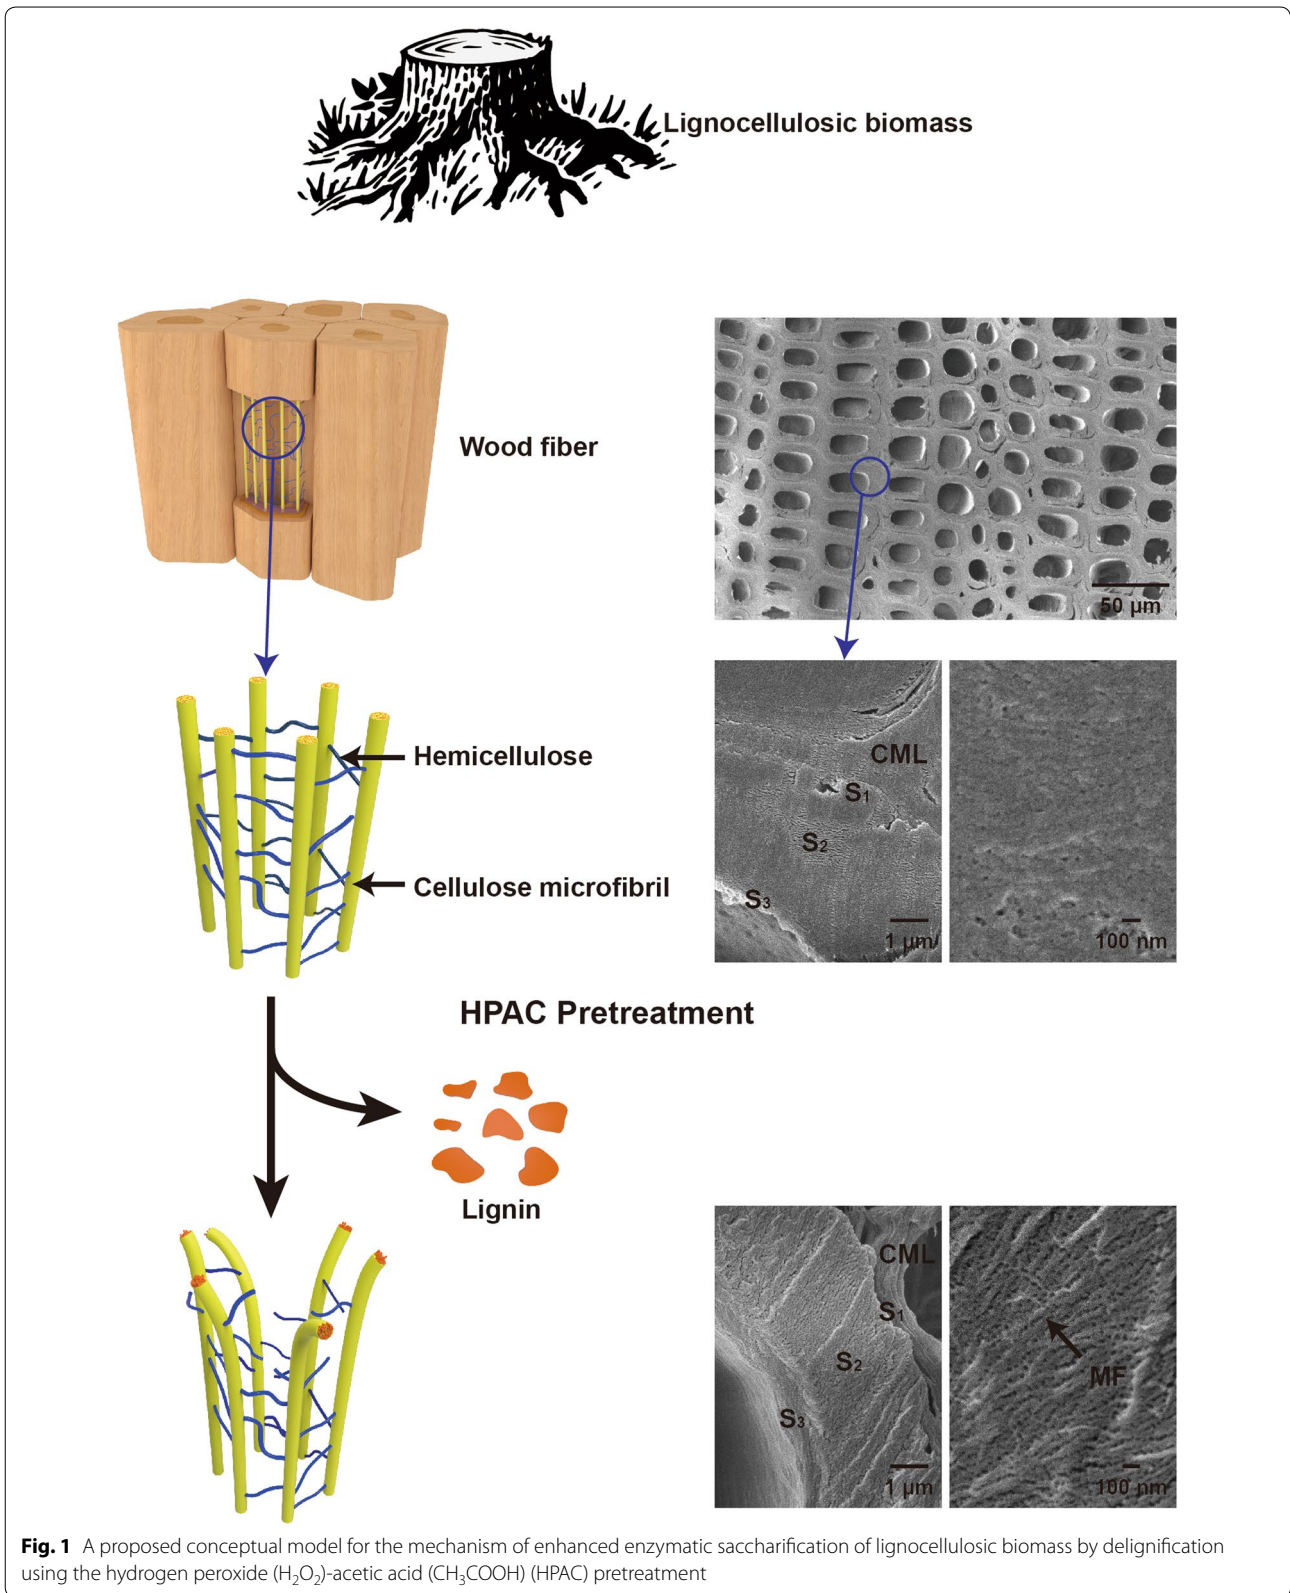 Lignocellulosic biomass
Wood fiber
50 µm
Hemicellulose
Cellulose microfibril
CML
S1
S2
S3
1 µm
100 nm
HPAC Pretreatment
Lignin
CML
S1
S2
S3
1 µm
MF
100 nm
Fig. 1 A proposed conceptual model for the mechanism of enhanced enzymatic saccharification of lignocellulosic biomass by delignification
using the hydrogen peroxide (H₂O₂)-acetic acid (CH₃COOH) (HPAC) pretreatment